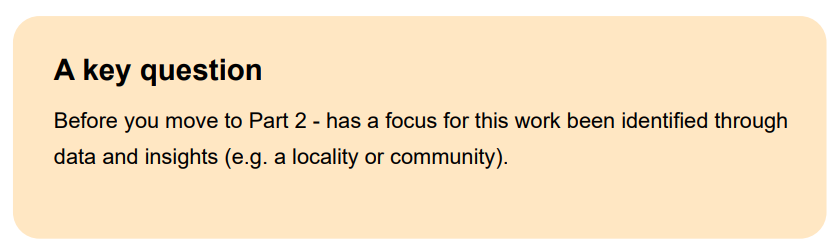 A key question
Before you move to Part 2 - has a focus for this work been identified through
data and insights (e.g. a locality or community).